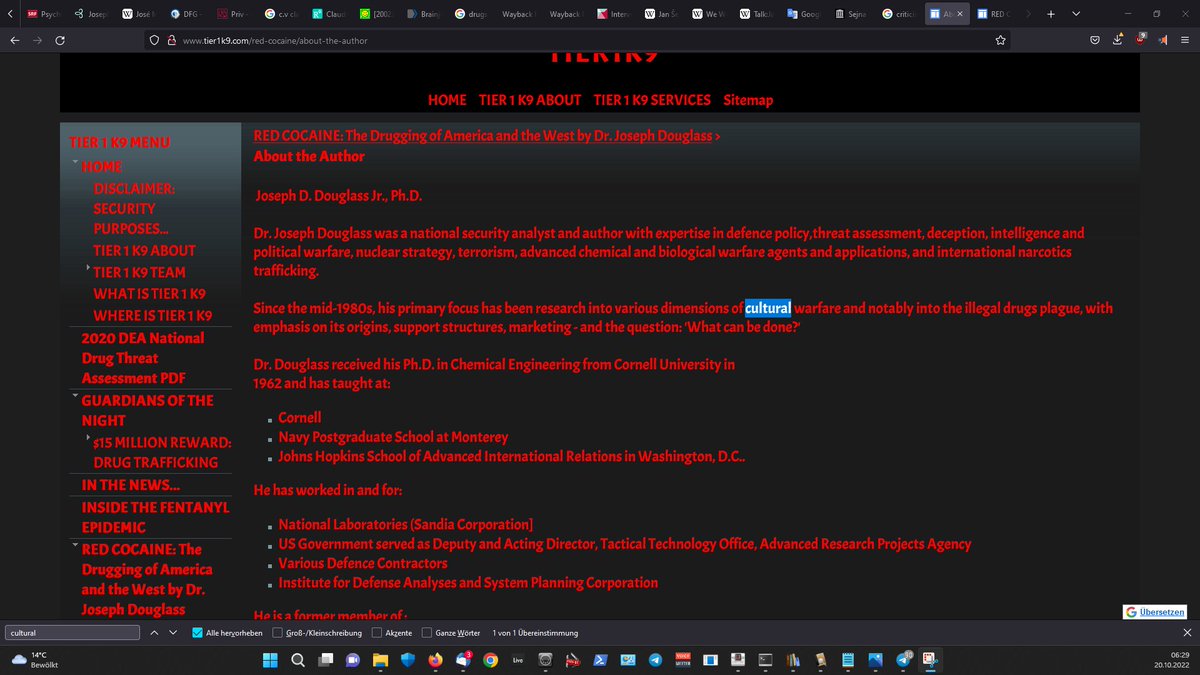 Psych
Joseph
José M
DFG -
Priv -
c.v cl
Claud
[2002
Brain
drugs
Wayback
Wayback
Interv
Jan Še
We W
TalkJu
Googl
Sejna
critici
Ab
RED C
www.tier1k9.com/red-cocaine/about-the-author
TIER1K9
HOME TIER 1 K9 ABOUT TIER 1 K9 SERVICES Sitemap
TIER 1 K9 MENU
HOME
DISCLAIMER:
SECURITY
PURPOSES...
TIER 1 K9 ABOUT
TIER 1 K9 TEAM
WHAT IS TIER 1 K9
WHERE IS TIER 1 K9
2020 DEA National
Drug Threat
Assessment PDF
GUARDIANS OF THE
NIGHT
$15 MILLION REWARD:
DRUG TRAFFICKING
IN THE NEWS...
INSIDE THE FENTANYL
EPIDEMIC
RED COCAINE: The
Drugging of America
and the West by Dr.
Joseph Douglass
RED COCAINE: The Drugging of America and the West by Dr. Joseph Douglass >
About the Author
Joseph D. Douglass Jr., Ph.D.
Dr. Joseph Douglass was a national security analyst and author with expertise in defence policy,threat assessment, deception, intelligence and
political warfare, nuclear strategy, terrorism, advanced chemical and biological warfare agents and applications, and international narcotics
trafficking.
Since the mid-1980s, his primary focus has been research into various dimensions of cultural warfare and notably into the illegal drugs plague, with
emphasis on its origins, support structures, marketing - and the question: 'What can be done?'
Dr. Douglass received his Ph.D. in Chemical Engineering from Cornell University in
1962 and has taught at:
Cornell
Navy Postgraduate School at Monterey
Johns Hopkins School of Advanced International Relations in Washington, D.C..
He has worked in and for:
National Laboratories (Sandia Corporation]
US Government served as Deputy and Acting Director, Tactical Technology Office, Advanced Research Projects Agency
Various Defence Contractors
Institute for Defense Analyses and System Planning Corporation
He is a former member of :
Übersetzen
cultural
Alle hervorheben Groß-/Kleinschreibung Akzente Ganze Wörter 1 von 1 Übereinstimmung
14°C
Bewölkt
06:29
20.10.2022